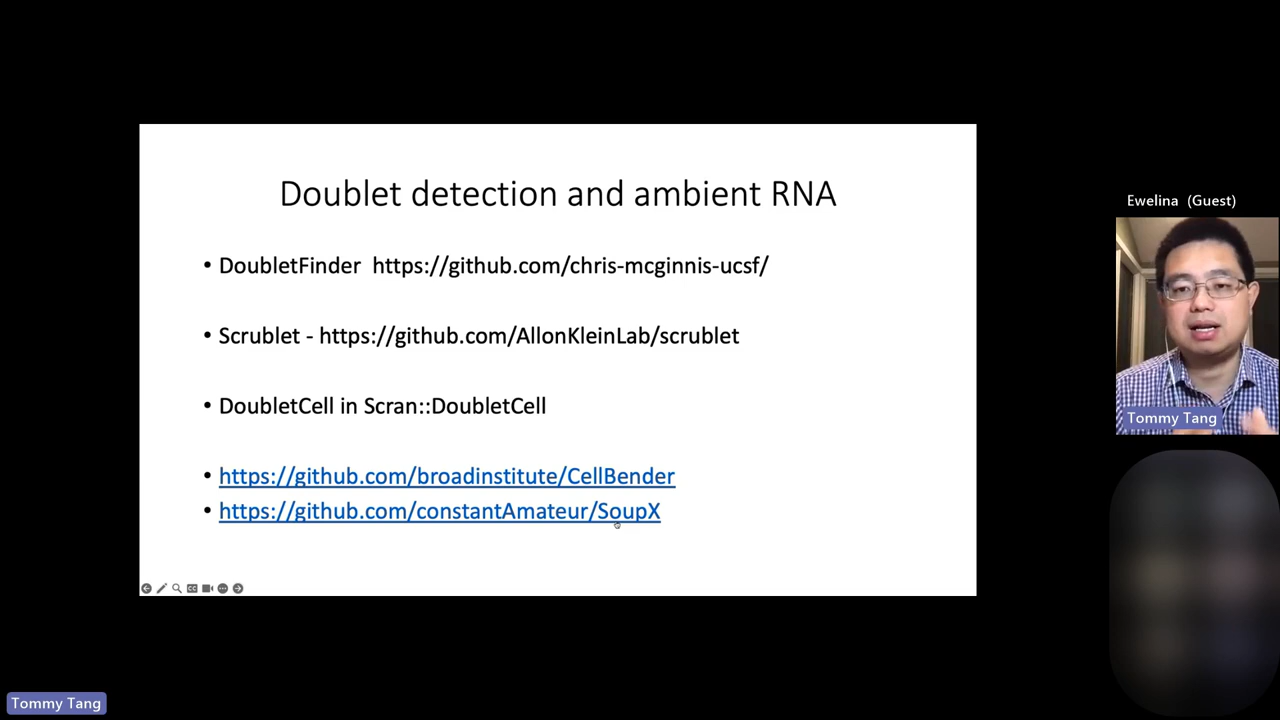 Doublet detection and ambient RNA
• DoubletFinder https://github.com/chris-mcginnis-ucsf/
• Scrublet - https://github.com/AllonKleinLab/scrublet
• DoubletCell in Scran::DoubletCell
• https://github.com/broadinstitute/CellBender
• https://github.com/constantAmateur/SoupX
Ewelina (Guest)
Tommy Tang
Tommy Tang